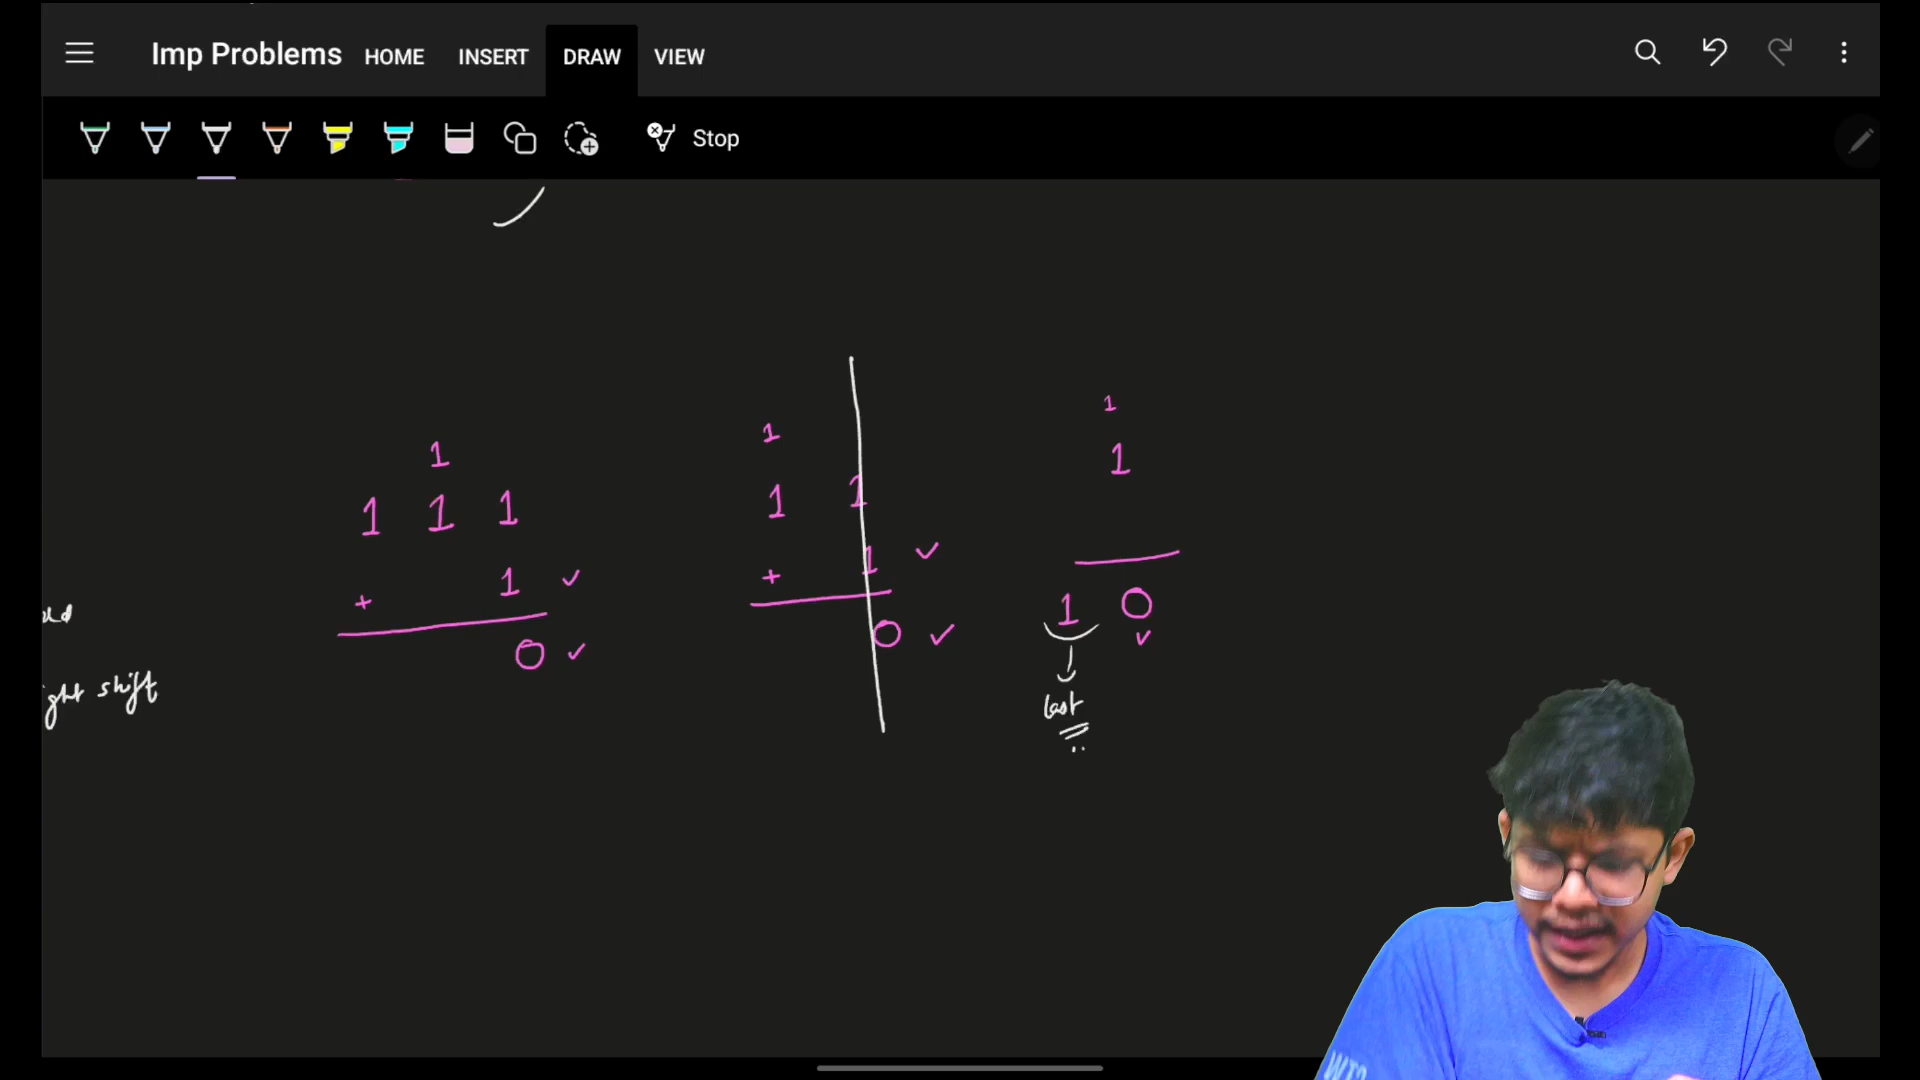 Imp Problems HOME INSERT DRAW VIEW
Stop
1
1 1 1
+ 1
0
1
1 1
+ 1
0
1
1
1 0
last
ght shift